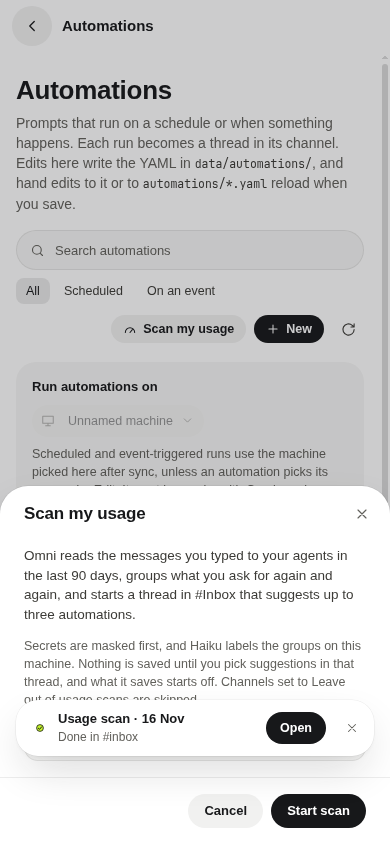 Automations
Automations
Prompts that run on a schedule or when something
happens. Each run becomes a thread in its channel.
Edits here write the YAML in data/automations/, and
hand edits to it or to automations/*.yaml reload when
you save.
Search automations
All Scheduled On an event
Scan my usage New
Run automations on
Unnamed machine
Scheduled and event-triggered runs use the machine
picked here after sync, unless an automation picks its
Scan my usage
Omni reads the messages you typed to your agents in
the last 90 days, groups what you ask for again and
again, and starts a thread in #Inbox that suggests up to
three automations.
Secrets are masked first, and Haiku labels the groups on this
machine. Nothing is saved until you pick suggestions in that
thread, and what it saves starts off. Channels set to Leave
out of usage scans are skipped.
Usage scan · 16 Nov
Done in #inbox
Open
Cancel Start scan